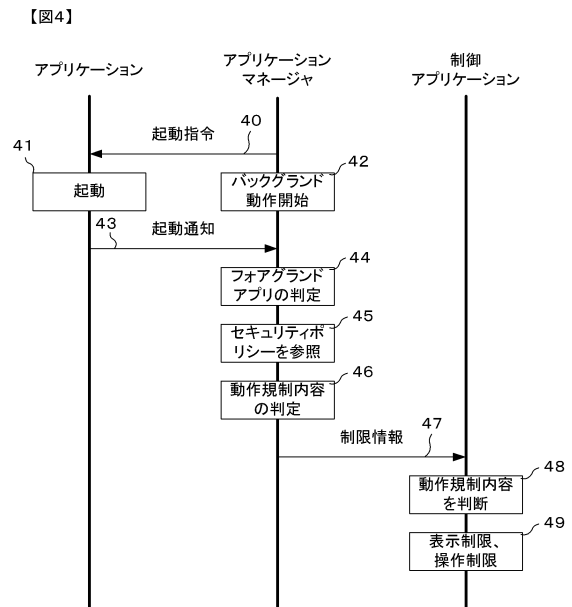 【図4】
アプリケーション
アプリケーション
マネージャ
制御
アプリケーション
起動指令
40
41
起動
42
バックグランド
動作開始
43
起動通知
44
フォアグランド
アプリの判定
45
セキュリティポ
リシーを参照
46
動作規制内容
の判定
制限情報
47
48
動作規制内容
を判断
49
表示制限、
操作制限